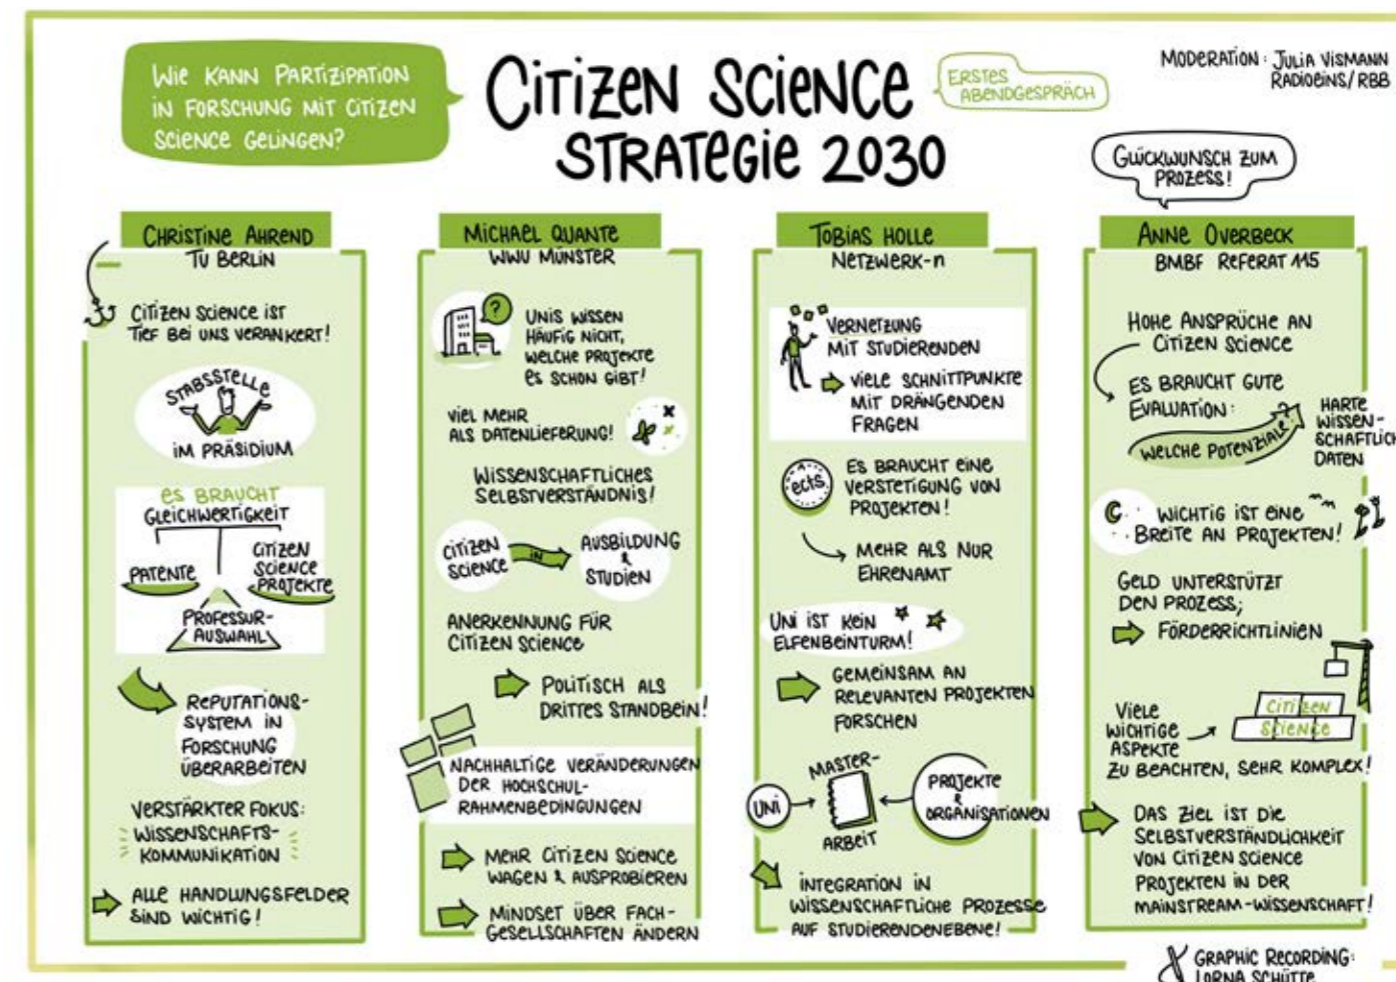 WIE KANN PARTIZIPATION
IN FORSCHUNG MIT CITIZEN
SCIENCE GELINGEN?
CITIZEN SCIENCE
STRATEGIE 2030
ERSTES
ABENDGESPRÄCH
MODERATION: JULIA VISMANN
RADIOEINS/RBB
GLÜCKWUNSCH ZUM
PROZESS!
CHRISTINE AHREND
TU BERLIN
CITIZEN SCIENCE IST
TIEF BEI UNS VERANKERT!
STABSSTELLE
IM PRÄSIDIUM
ES BRAUCHT
GLEICHWERTIGKEIT
PATENTE
CITIZEN
SCIENCE
PROJEKTE
PROFESSUR-
AUSWAHL
REPUTATIONS-
SYSTEM IN
FORSCHUNG
ÜBERARBEITEN
VERSTÄRKTER FOKUS:
WISSENSCHAFTS-
KOMMUNIKATION
ALLE HANDLUNGSFELDER
SIND WICHTIG!
MICHAEL QUANTE
WWU MÜNSTER
?
UNIS WISSEN
HÄUFIG NICHT,
WELCHE PROJEKTE
ES SCHON GIBT!
VIEL MEHR
ALS DATENLIEFERUNG!
WISSENSCHAFTLICHES
SELBSTVERSTÄNDNIS!
CITIZEN
SCIENCE
IN
AUSBILDUNG
&
STUDIEN
ANERKENNUNG FÜR
CITIZEN SCIENCE
POLITISCH ALS
DRITTES STANDBEIN!
NACHHALTIGE VERÄNDERUNGEN
DER HOCHSCHUL-
RAHMENBEDINGUNGEN
MEHR CITIZEN SCIENCE
WAGEN & AUSPROBIEREN
MINDSET ÜBER FACH-
GESELLSCHAFTEN ÄNDERN
TOBIAS HOLLE
NETZWERK-n
VERNETZUNG
MIT STUDIERENDEN
VIELE SCHNITTPUNKTE
MIT DRÄNGENDEN
FRAGEN
ects
ES BRAUCHT EINE
VERSTETIGUNG VON
PROJEKTEN!
MEHR ALS NUR
EHRENAMT
UNI IST KEIN
ELFENBEINTURM!
GEMEINSAM AN
RELEVANTEN PROJEKTEN
FORSCHEN
UNI
MASTER-
ARBEIT
PROJEKTE
&
ORGANISATIONEN
INTEGRATION IN
WISSENSCHAFTLICHE PROZESSE
AUF STUDIERENDENEBENE!
ANNE OVERBECK
BMBF REFERAT 115
HOHE ANSPRÜCHE AN
CITIZEN SCIENCE
ES BRAUCHT GUTE
EVALUATION:
WELCHE POTENZIALE?
HARTE
WISSEN-
SCHAFTLICH
DATEN
WICHTIG IST EINE
BREITE AN PROJEKTEN!
GELD UNTERSTÜTZT
DEN PROZESS;
FÖRDERRICHTLINIEN
CITIZEN
SCIENCE
VIELE
WICHTIGE
ASPEKTE
ZU BEACHTEN, SEHR KOMPLEX!
DAS ZIEL IST DIE
SELBSTVERSTÄNDLICHKEIT
VON CITIZEN SCIENCE
PROJEKTEN IN DER
MAINSTREAM-WISSENSCHAFT!
GRAPHIC RECORDING:
LORNA SCHÜTTE